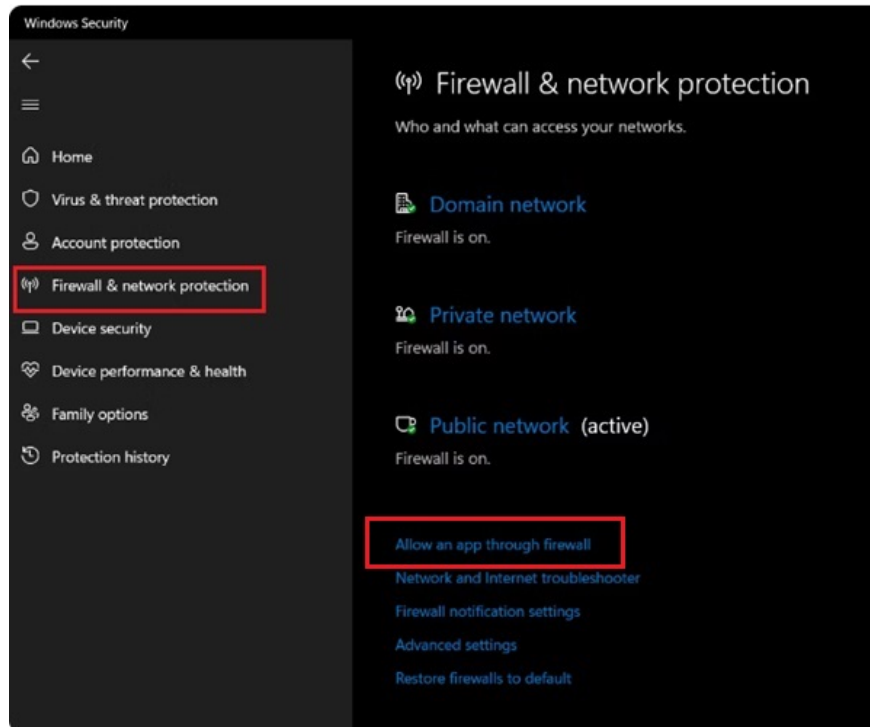 Windows Security
Home
Virus & threat protection
Account protection
Firewall & network protection
Device security
Device performance & health
Family options
Protection history
Firewall & network protection
Who and what can access your networks.
Domain network
Firewall is on.
Private network
Firewall is on.
Public network (active)
Firewall is on.
Allow an app through firewall
Network and Internet troubleshooter
Firewall notification settings
Advanced settings
Restore firewalls to default